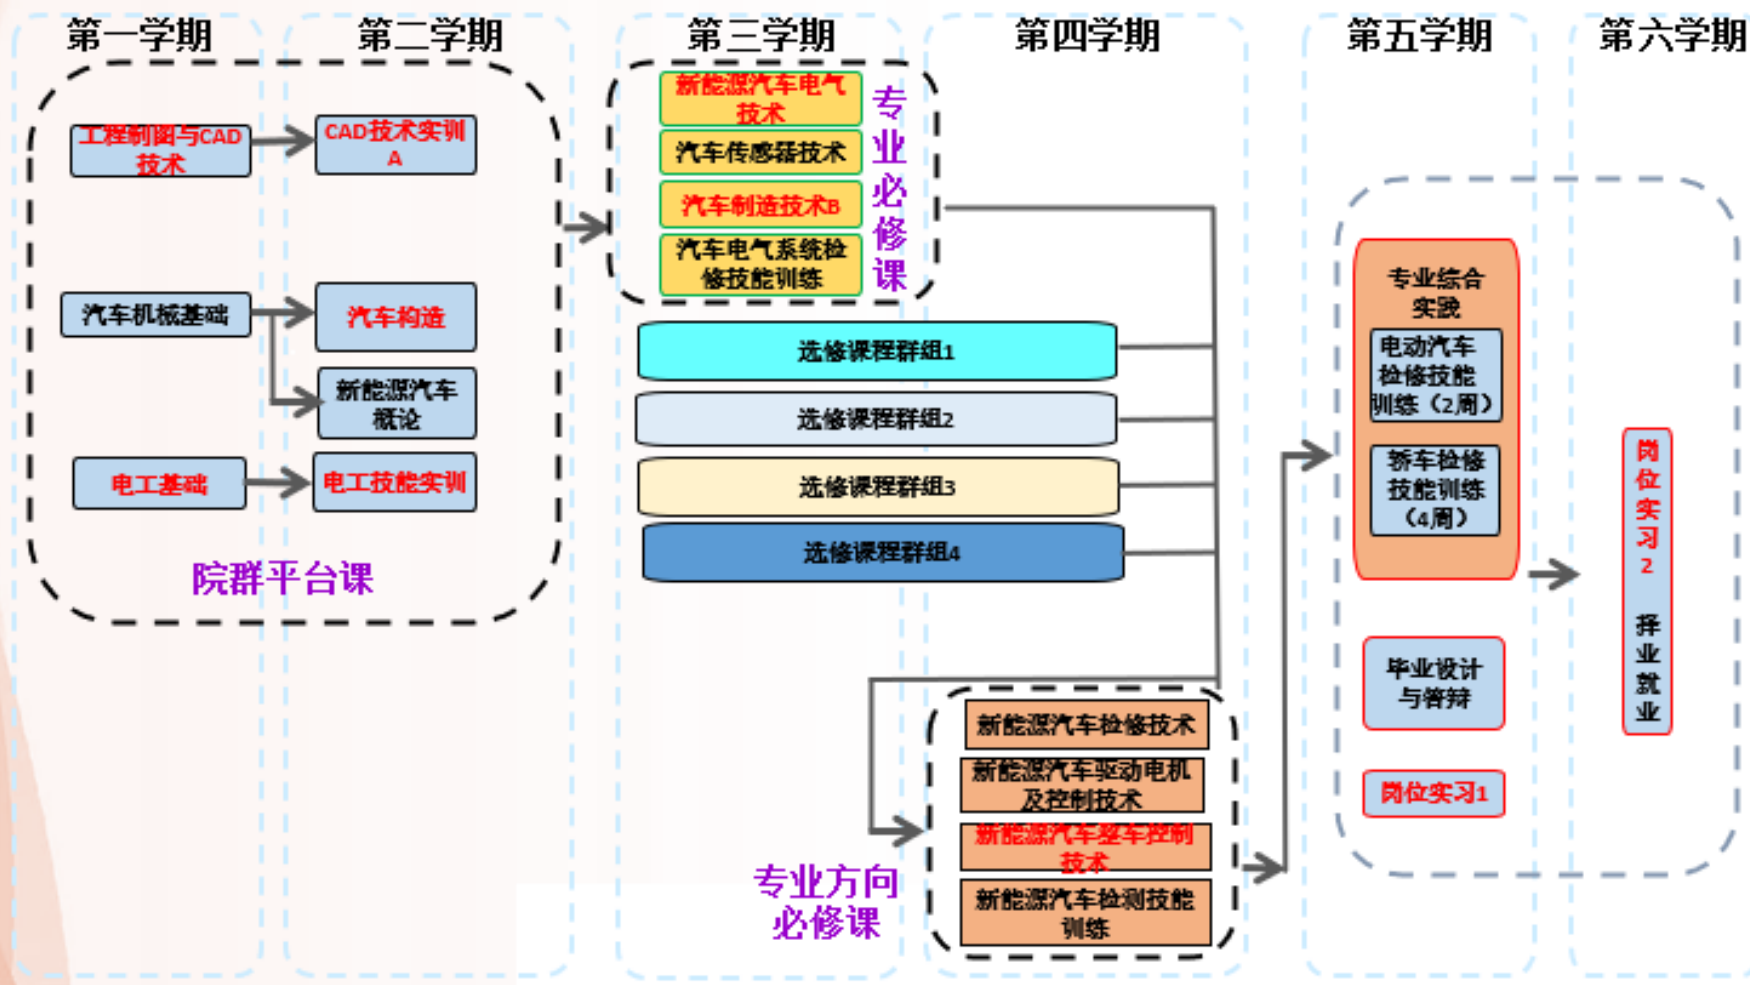 第一学期
第二学期
第三学期
第四学期
第五学期
第六学期
工程制图与CAD
技术
CAD技术实训
A
汽车机械基础
汽车构造
新能源汽车
概论
电工基础
电工技能实训
院群平台课
新能源汽车电气
技术
汽车传感器技术
汽车制造技术B
汽车电气系统检
修技能训练
专
业
必
修
课
选修课程群组1
选修课程群组2
选修课程群组3
选修课程群组4
新能源汽车检修技术
新能源汽车驱动电机
及控制技术
新能源汽车整车控制
技术
新能源汽车检测技能
训练
专业方向
必修课
专业综合
实践
电动汽车
检修技能
训练（2周）
轿车检修
技能训练
（4周）
毕业设计
与答辩
岗位实习1
岗
位
实
习
2
择
业
就
业